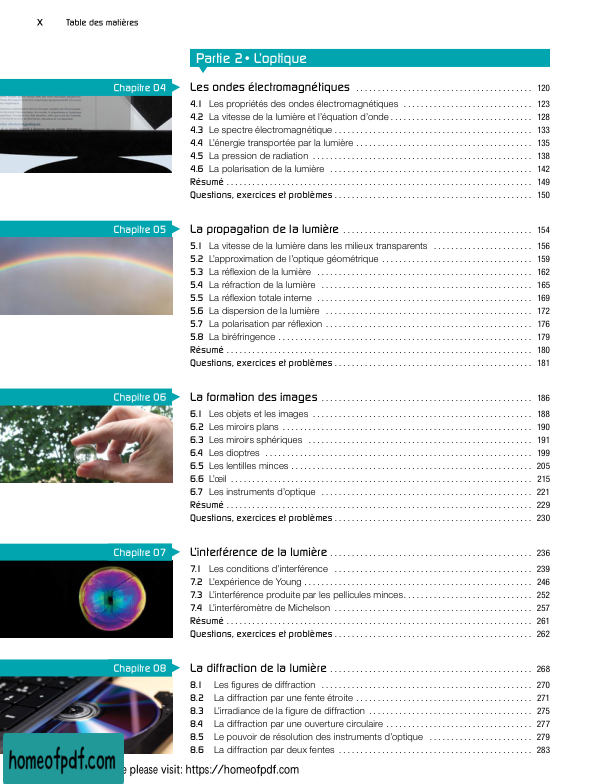 X Table des matières
Partie 2 • L'optique
Chapitre 04
Les ondes électromagnétiques 120
4.1 Les propriétés des ondes électromagnétiques 123
4.2 La vitesse de la lumière et l'équation d'onde 128
4.3 Le spectre électromagnétique 133
4.4 L'énergie transportée par la lumière 135
4.5 La pression de radiation 138
4.6 La polarisation de la lumière 142
Résumé 149
Questions, exercices et problèmes 150
Chapitre 05
La propagation de la lumière 154
5.1 La vitesse de la lumière dans les milieux transparents 156
5.2 L'approximation de l'optique géométrique 159
5.3 La réflexion de la lumière 162
5.4 La réfraction de la lumière 165
5.5 La réflexion totale interne 169
5.6 La dispersion de la lumière 172
5.7 La polarisation par réflexion 176
5.8 La biréfringence 179
Résumé 180
Questions, exercices et problèmes 181
Chapitre 06
La formation des images 186
6.1 Les objets et les images 188
6.2 Les miroirs plans 190
6.3 Les miroirs sphériques 191
6.4 Les dioptres 199
6.5 Les lentilles minces 205
6.6 L'œil 215
6.7 Les instruments d'optique 221
Résumé 229
Questions, exercices et problèmes 230
Chapitre 07
L'interférence de la lumière 236
7.1 Les conditions d'interférence 239
7.2 L'expérience de Young 246
7.3 L'interférence produite par les pellicules minces 252
7.4 L'interféromètre de Michelson 257
Résumé 261
Questions, exercices et problèmes 262
Chapitre 08
La diffraction de la lumière 268
8.1 Les figures de diffraction 270
8.2 La diffraction par une fente étroite 271
8.3 L'irradiance de la figure de diffraction 275
8.4 La diffraction par une ouverture circulaire 277
8.5 Le pouvoir de résolution des instruments d'optique 279
8.6 La diffraction par deux fentes 283
homeofpdf.com
please visit: https://homeofpdf.com